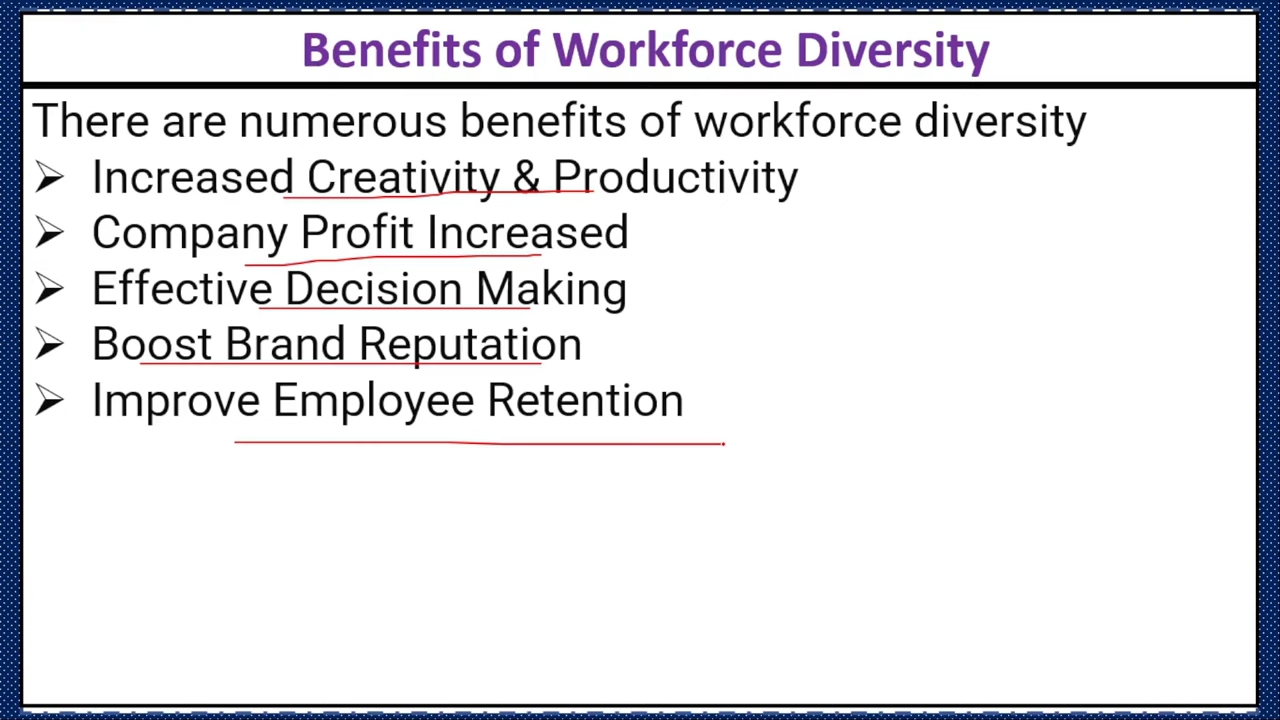 Benefits of Workforce Diversity
There are numerous benefits of workforce diversity
➢ Increased Creativity & Productivity
➢ Company Profit Increased
➢ Effective Decision Making
➢ Boost Brand Reputation
➢ Improve Employee Retention